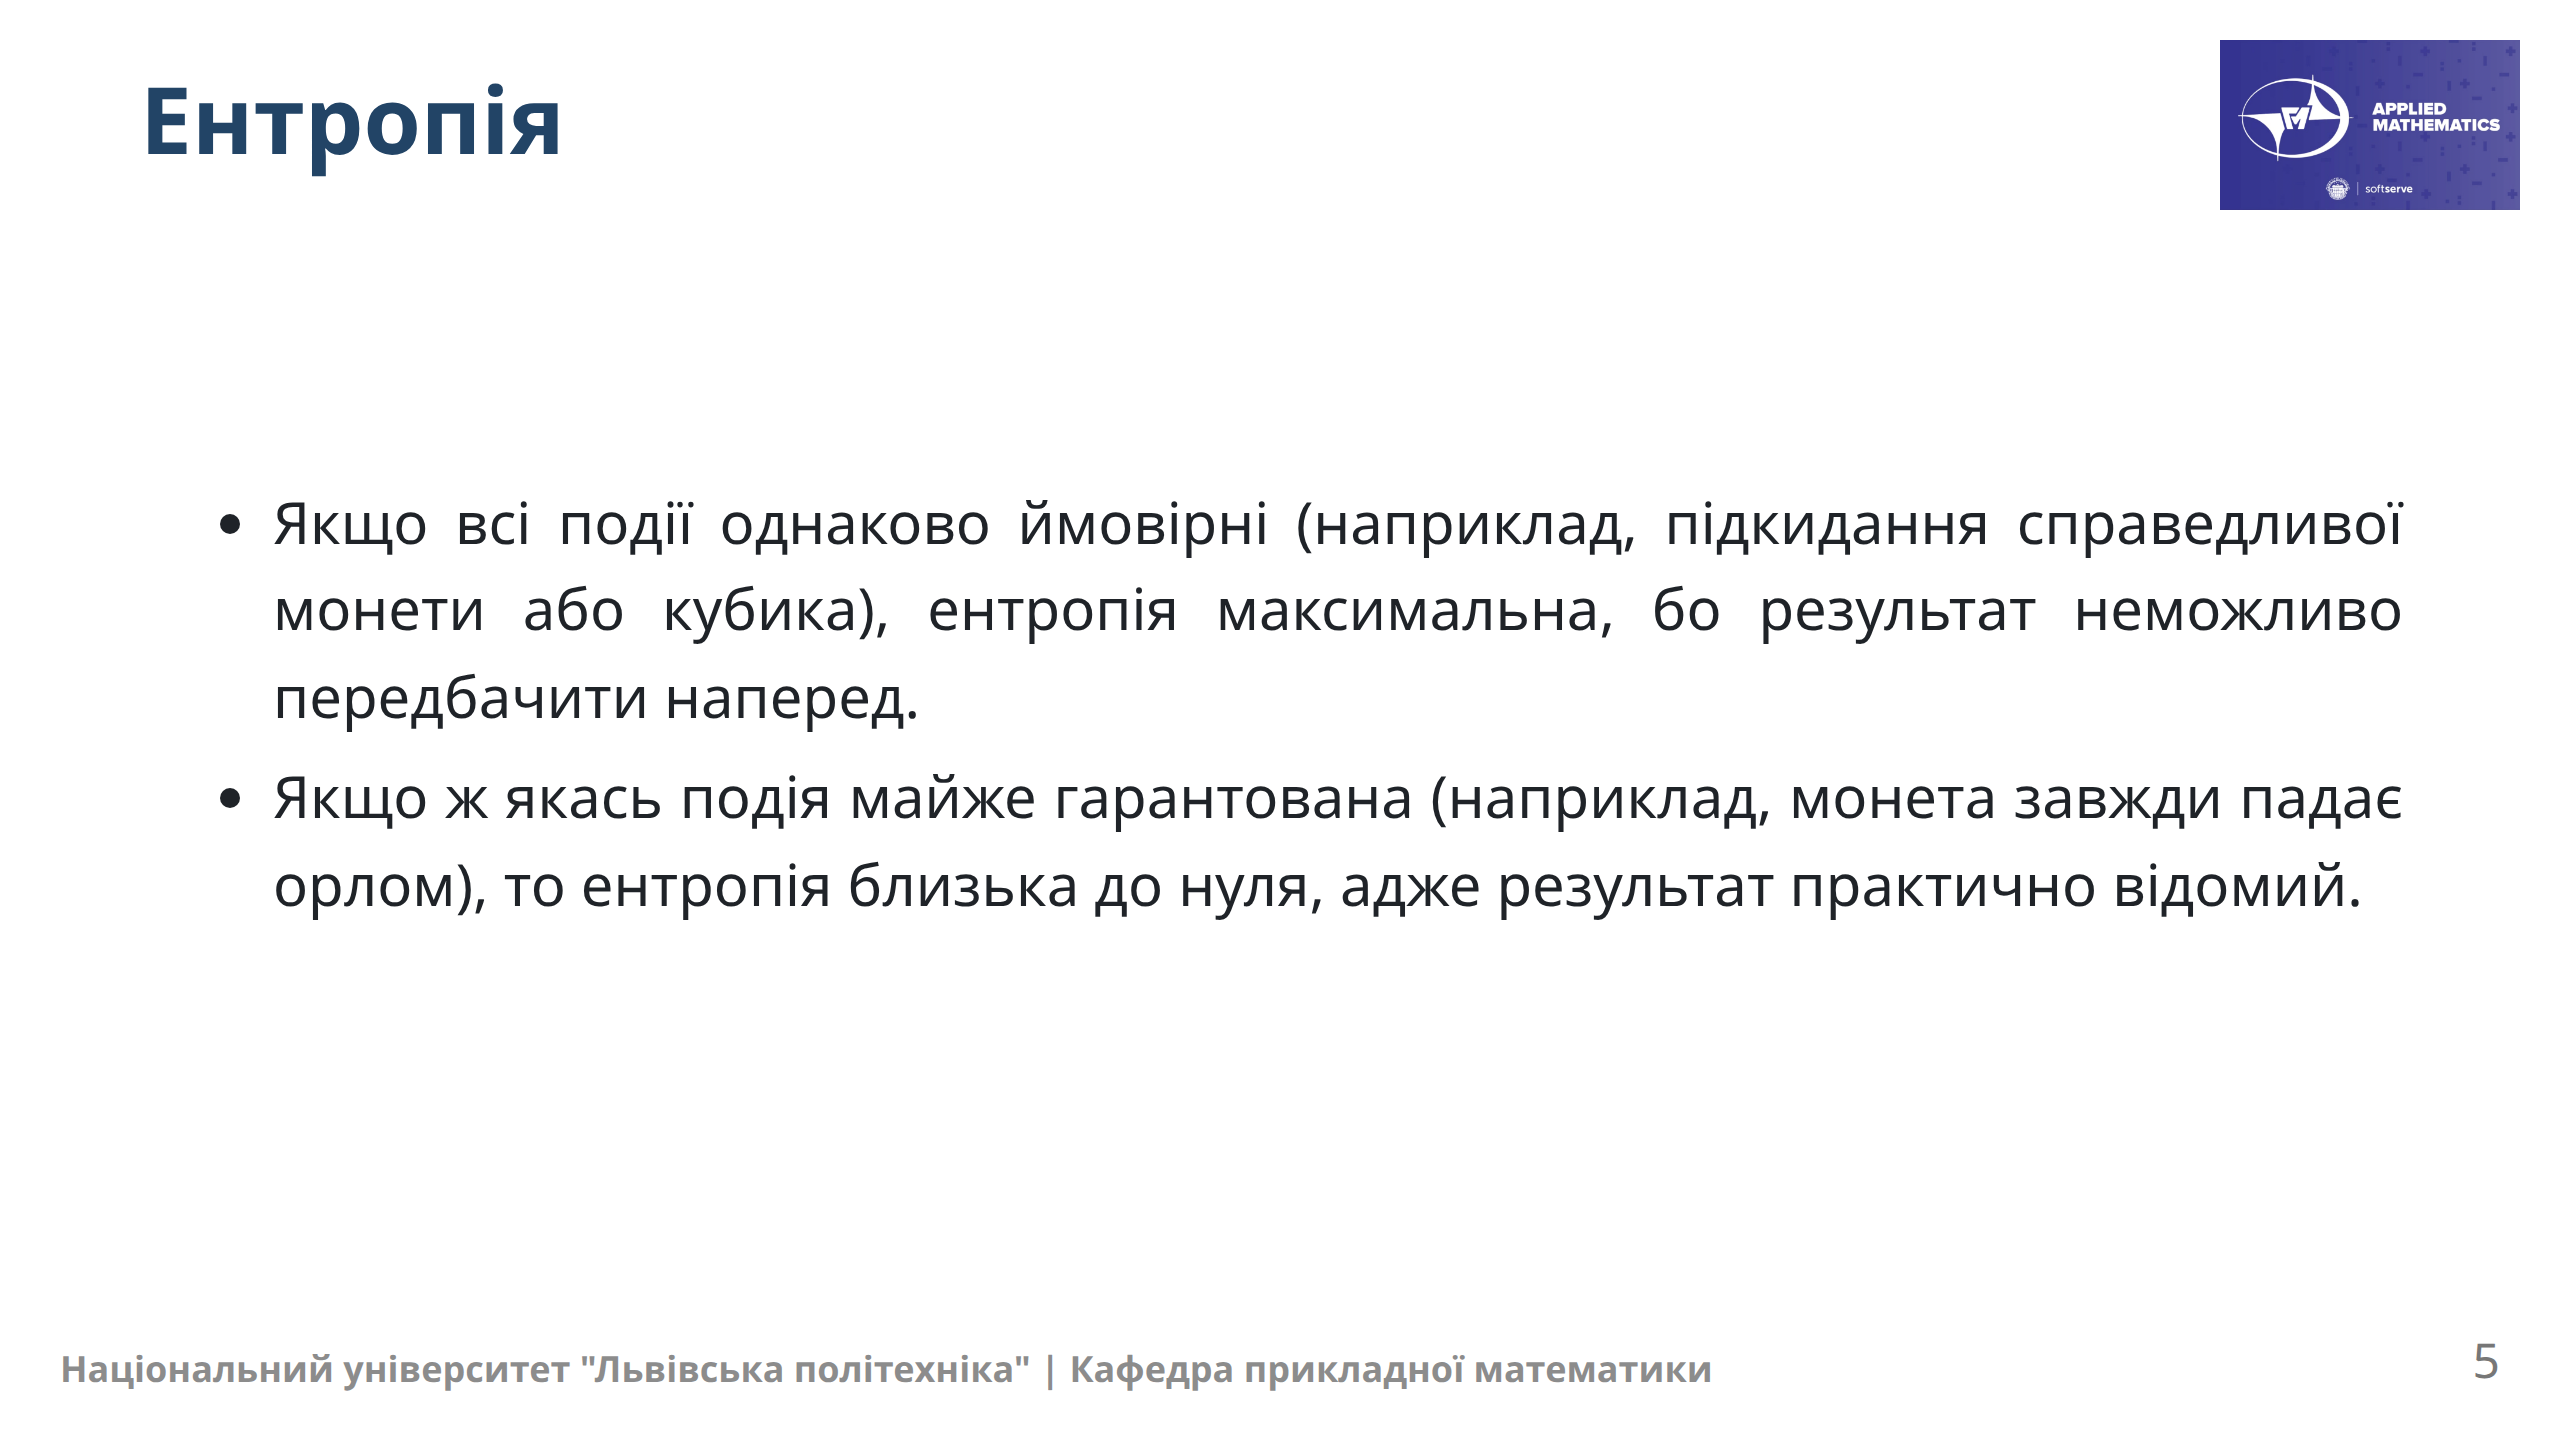 Ентропія
APPLIED
MATHEMATICS
softserve
• Якщо всі події однаково ймовірні (наприклад, підкидання справедливої
монети або кубика), ентропія максимальна, бо результат неможливо
передбачити наперед.
• Якщо ж якась подія майже гарантована (наприклад, монета завжди падає
орлом), то ентропія близька до нуля, адже результат практично відомий.
Національний університет "Львівська політехніка" | Кафедра прикладної математики
5